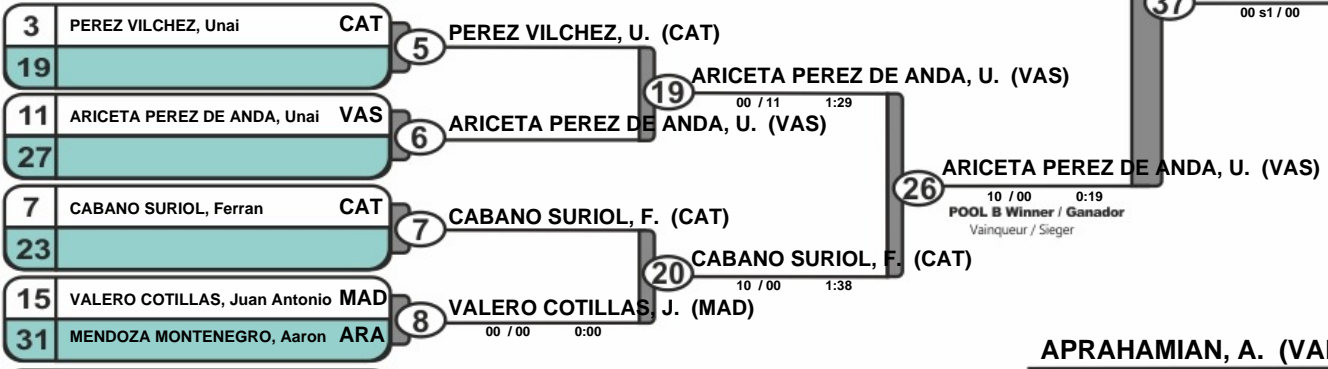 37
00 s1 / 00
3 PEREZ VILCHEZ, Unai CAT
19
5
PEREZ VILCHEZ, U. (CAT)
19
ARICETA PEREZ DE ANDA, U. (VAS)
00 / 11 1:29
11 ARICETA PEREZ DE ANDA, Unai VAS
27
6
ARICETA PEREZ DE ANDA, U. (VAS)
26
ARICETA PEREZ DE ANDA, U. (VAS)
10 / 00 0:19
POOL B Winner / Ganador
Vainqueur / Sieger
7 CABANO SURIOL, Ferran CAT
23
7
CABANO SURIOL, F. (CAT)
20
CABANO SURIOL, F. (CAT)
10 / 00 1:38
15 VALERO COTILLAS, Juan Antonio MAD
31 MENDOZA MONTENEGRO, Aaron ARA
8
VALERO COTILLAS, J. (MAD)
00 / 00 0:00
APRAHAMIAN, A.